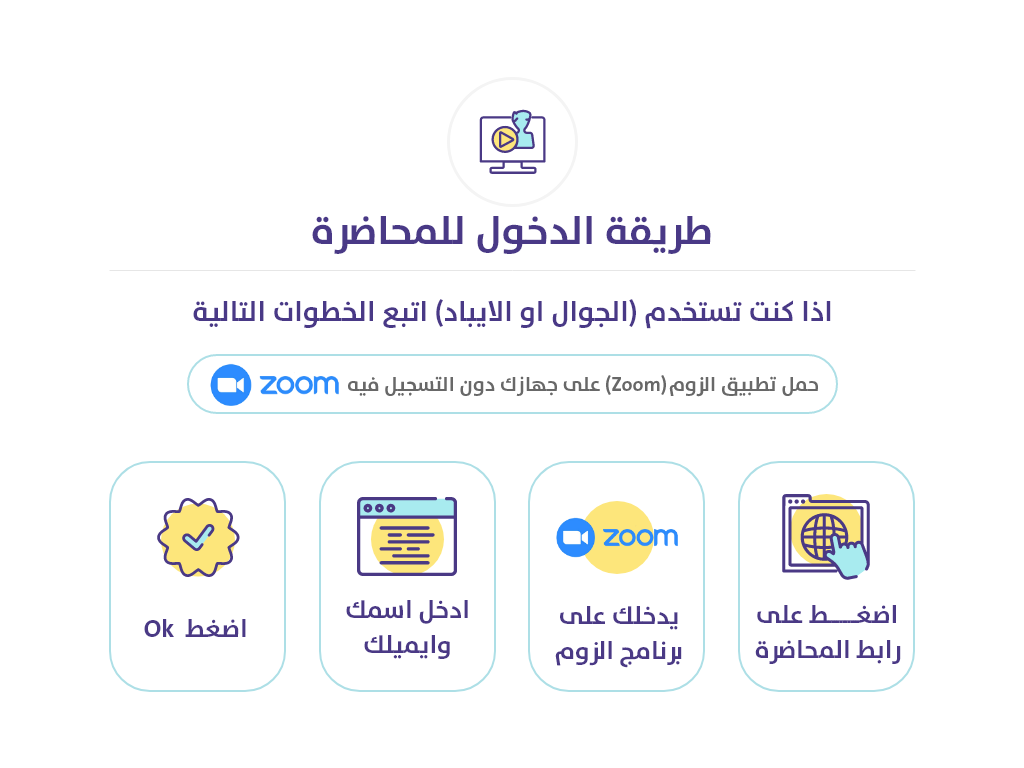 طريقة الدخول للمحاضرة
اذا كنت تستخدم (الجوال او الايباد) اتبع الخطوات التالية
حمل تطبيق الزوم(Zoom) على جهازك دون التسجيل فيه zoom
اضغـــط على
رابط المحاضرة
zoom
يدخلك على
برنامج الزوم
ادخل اسمك
وايميلك
اضغط Ok